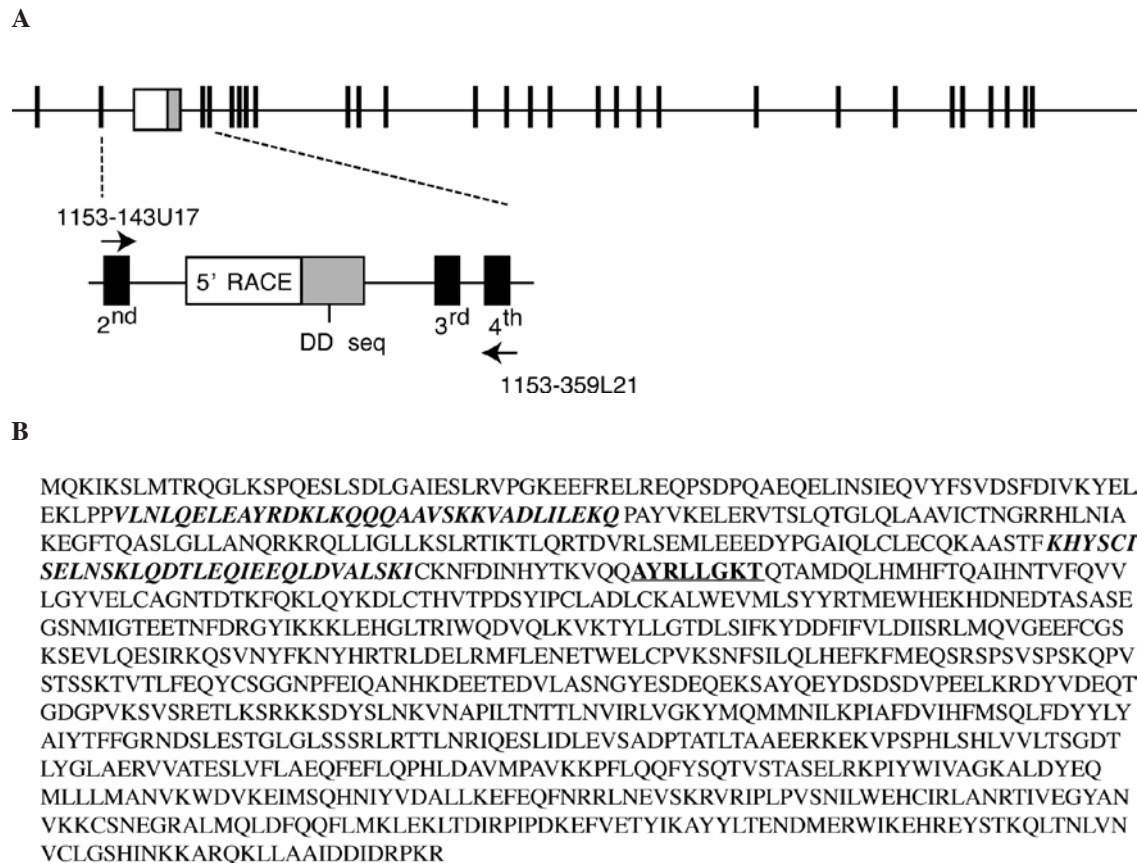 A
1153-143U17
5' RACE
2nd
DD seq
3rd
4th
1153-359L21
B
MQKIKSLMTRQGLKSPQESLSDLGAIESLRVPGKEEFRELREQPSDPQAEQELINSIEQVYFSVDSFDIVKYEL
EKLPPVLNLQELEAYRDKLKQQQAAVSKKVADLILEKQPAYVKELERVTSLQTGLQLAAVICTNGRRHLNIA
KEGFTQASLGLLANQRKRQLLIGLLKSLRTIKTLQRTDVRLSEMLEEEDYPGAIQLCLECQKAASTFKHYSCI
SELNSKLQDTLEQIEEQLDVALSKICKNFDINHYTKVQQAYRLLGKTQTAMDQLHMHFTQAIHNTVFQVV
LGYVELCAGNTDTKFQKLQYKDLCTHVTPDSYIPCLADLCKALWEVMLSYYRTMEWHEKHDNEDTASASE
GSNMIGTEETNFDRGYIKKKLEHGLTRIWQDVQLKVKTYLLGTDLSIFKYDDFIFVLDIISRLMQVGEEFCGS
KSEVLQESIRKQSVNYFKNYHRTRLDELRMFLENETWELCPVKSNFSILQLHEFKFMEQSRSPSVSPSKQPV
STSSKTVTLFEQYCSGGNPFEIQANHKDEETEDVLASNGYESDEQEKSAYQEYDSDSDVPEELKRDYVDEQT
GDGPVKSVSRETLKSRKKSDYSLNKVNAPILTNTTLNVIRLVGKYMQMMNILKPIAFDVIHFMSQLFDYYLY
AIYTFFGRNDSLESTGLGLSSSRLRTTLNRIQESLIDLEVSADPTATLTAAEERKEKVPSPHLSHLVVLTSGDT
LYGLAERVVATESLVFLAEQFEFLQPHLDAVMPAVKKPFLQQFYSQTVSTASELRKPIYWIVAGKALDYEQ
MLLLMANVKWDVKEIMSQHNIYVDALLKEFEQFNRRLNEVSKRVRIPLPVSNILWEHCIRLANRTIVEGYAN
VKKCSNEGRALMQLDFQQFLMKLEKLTDIRPIPDKEFVETYIKAYYLTENDMERWIKEHREYSTKQLTNLVN
VCLGSHINKKARQKLLAAIDDIDRPKR